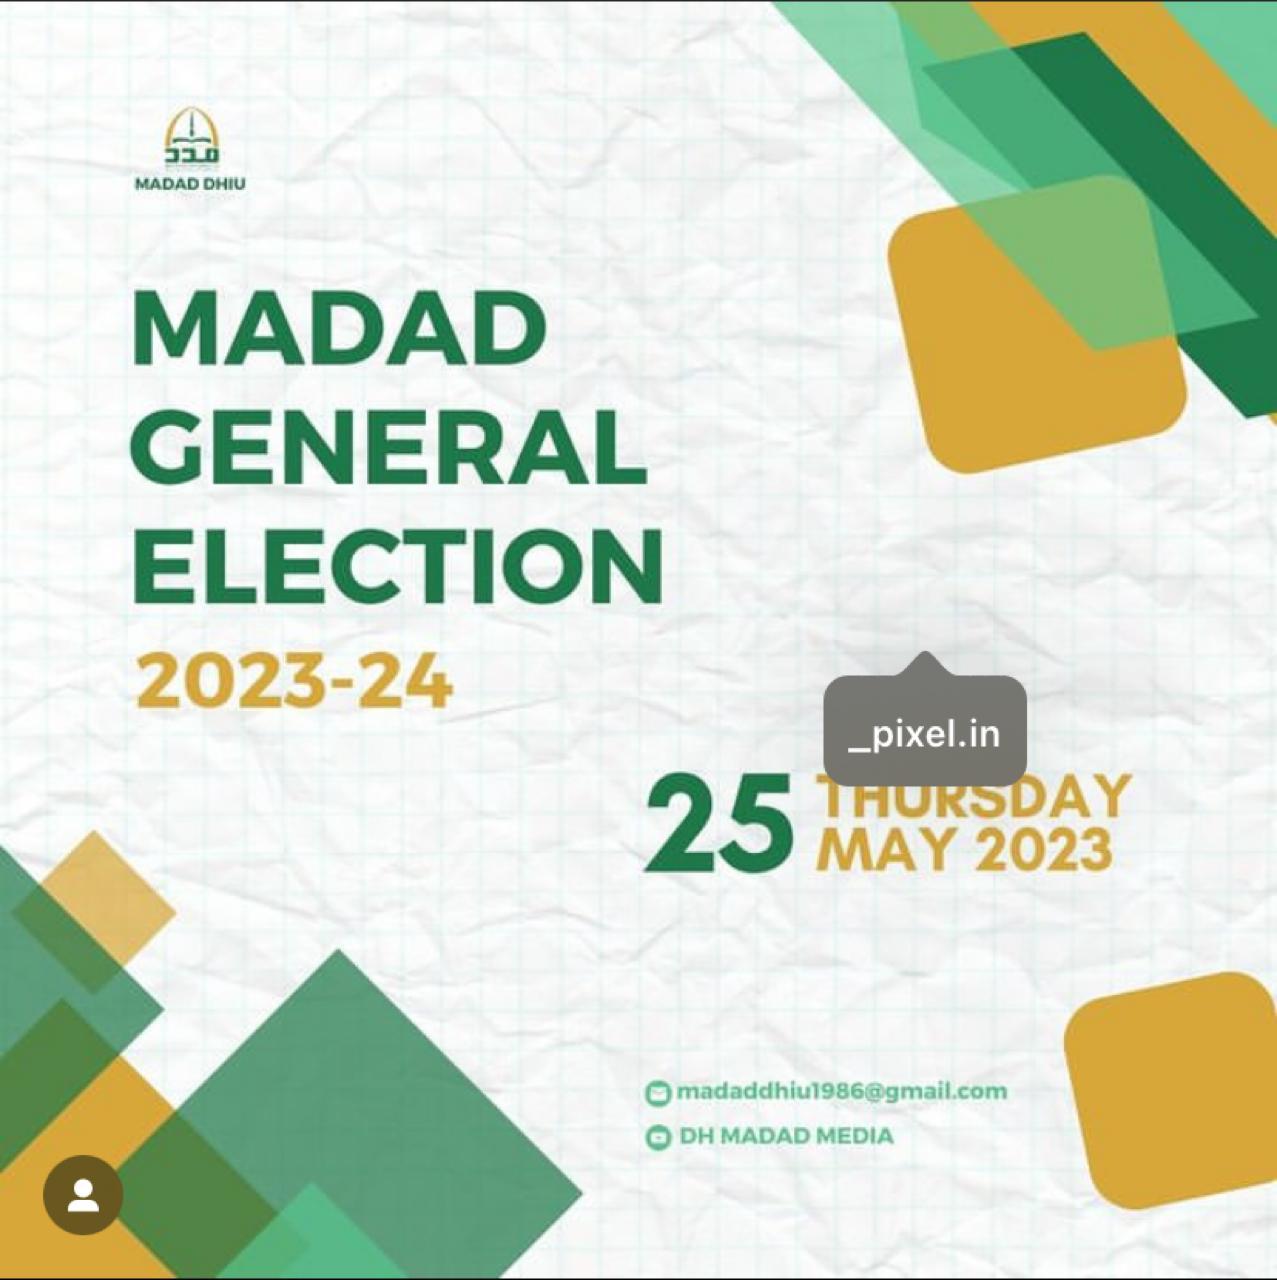 مدد
MADAD DHIU
MADAD
GENERAL
ELECTION
2023-24
_pixel.in
25 THURSDAY
MAY 2023
madaddhiu1986@gmail.com
DH MADAD MEDIA